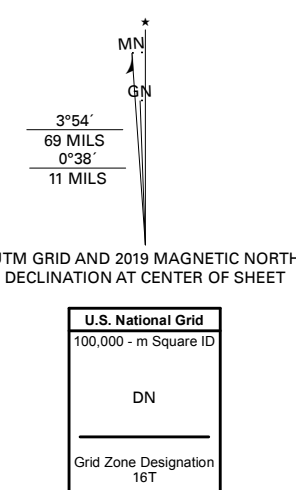 ★
MN
GN
3°54´
69 MILS
0°38´
11 MILS
UTM GRID AND 2019 MAGNETIC NORTH
DECLINATION AT CENTER OF SHEET
U.S. National Grid
100,000 - m Square ID
DN
Grid Zone Designation
16T